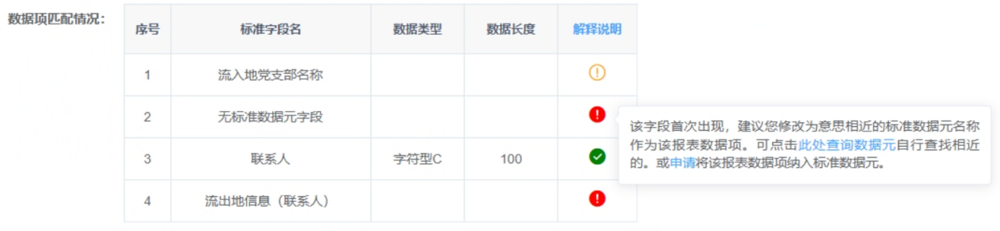 数据项匹配情况：
序号 标准字段名 数据类型 数据长度 解释说明
1 流入地党支部名称
2 无标准数据元字段
3 联系人 字符型C 100
4 流出地信息（联系人）
该字段首次出现，建议您修改为意思相近的标准数据元名称
作为该报表数据项。可点击此处查询数据元自行查找相近
的。或申请将该报表数据项纳入标准数据元。